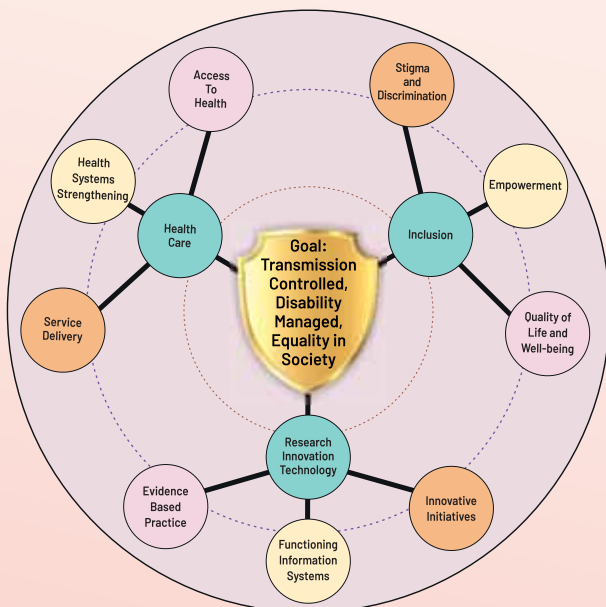 Access
To
Health
Stigma
and
Discrimination
Health
Systems
Strengthening
Empowerment
Health
Care
Inclusion
Goal:
Transmission
Controlled,
Disability
Managed,
Equality in
Society
Service
Delivery
Quality of
Life and
Well-being
Research
Innovation
Technology
Evidence
Based
Practice
Innovative
Initiatives
Functioning
Information
Systems